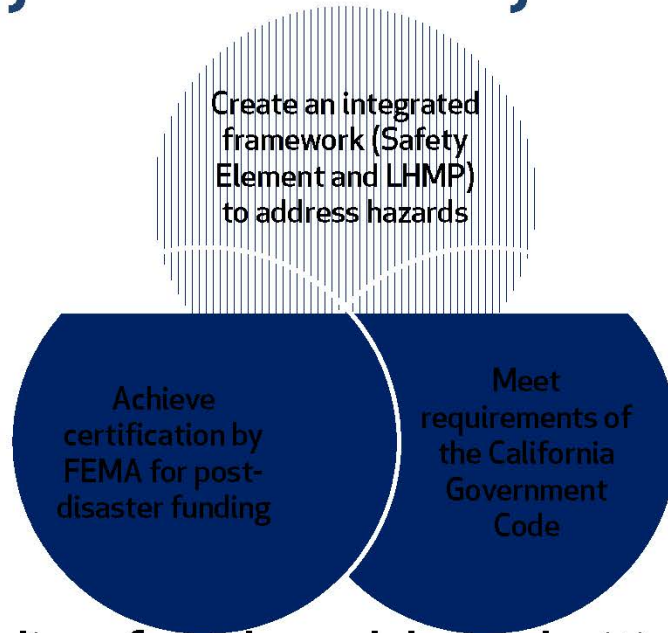 Create an integrated
framework (Safety
Element and LHMP)
to address hazards
Achieve
certification by
FEMA for post-
disaster funding
Meet
requirements of
the California
Government
Code